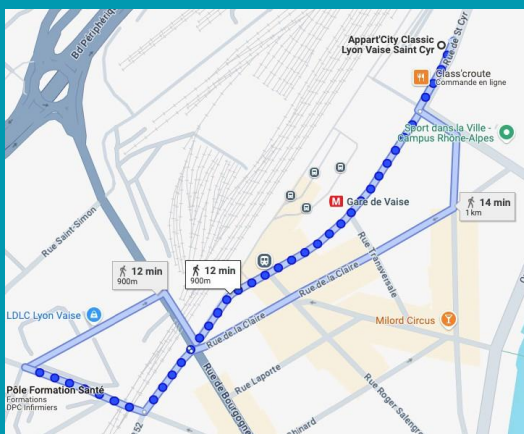 Appart'City Classic
Lyon Vaise Saint Cyr
Rue de St Cyr
Bd Périphérique
Class'croute
Commande en ligne
Sport dans la Ville -
Campus Rhône-Alpes
M
Gare de Vaise
14 min
1 km
Rue Saint-Simon
12 min
900m
12 min
900m
Rue Transversale
Rue de la Claire
LDLC Lyon Vaise
Milord Circus
Rue de la Claire
Pôle Formation Santé
Formations
DPC Infirmiers
Rue de Bourgogne
Rue Laporte
Rue Roger Salengro